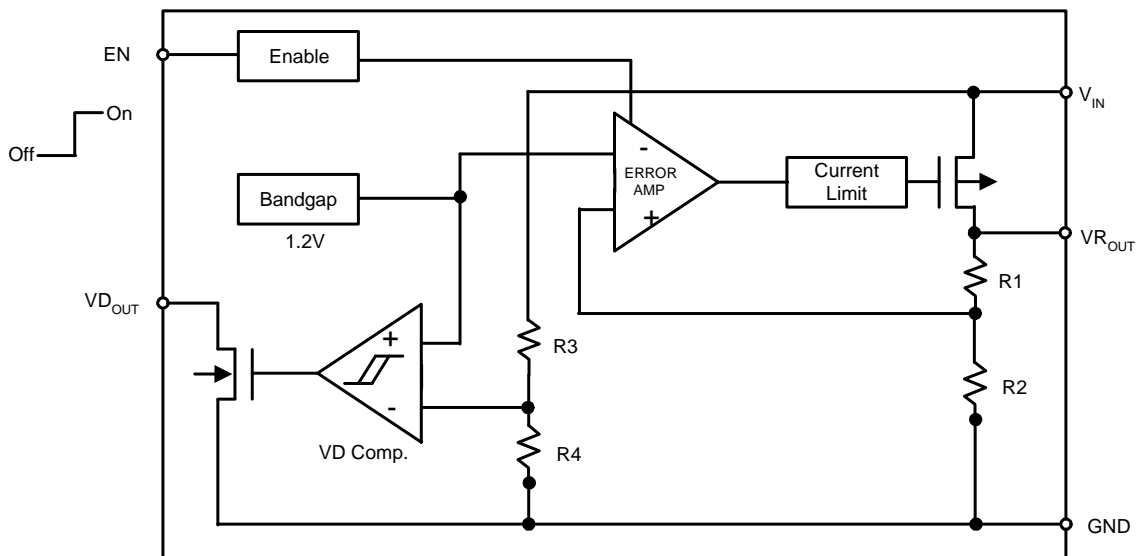 EN
Enable
On
Off
V_IN
-
ERROR
AMP
+
Current
Limit
Bandgap
1.2V
VR_OUT
R1
VD_OUT
+
R3
R2
-
VD Comp.
R4
GND